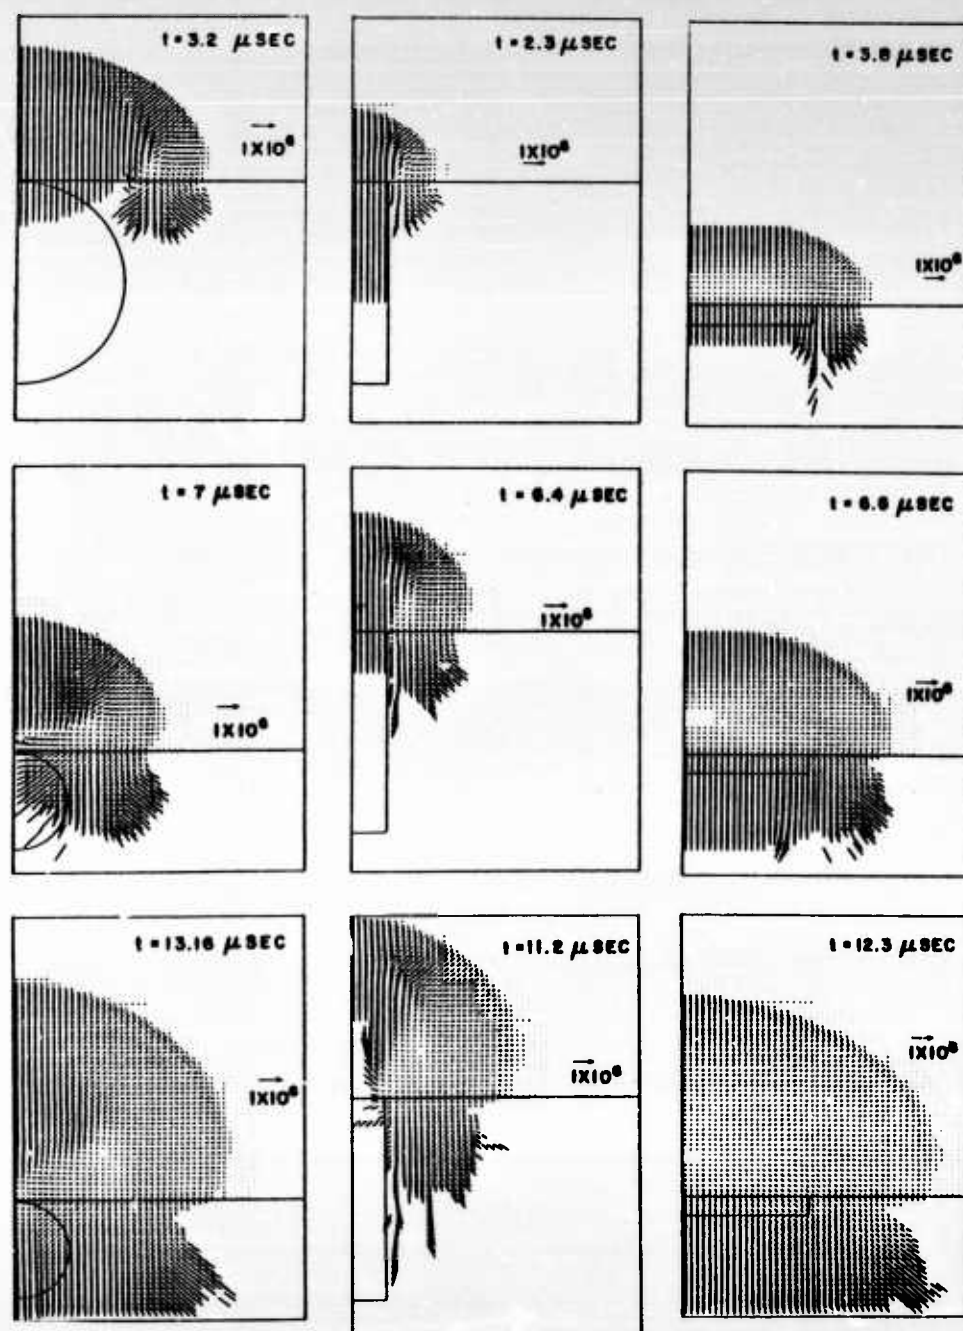 t = 3.2 μSEC
1X10⁶
t = 2.3 μSEC
1X10⁶
t = 3.8 μSEC
1X10⁶
t = 7 μSEC
1X10⁶
t = 6.4 μSEC
1X10⁶
t = 6.6 μSEC
1X10⁶
t = 13.16 μSEC
1X10⁶
t = 11.2 μSEC
1X10⁶
t = 12.3 μSEC
1X10⁶